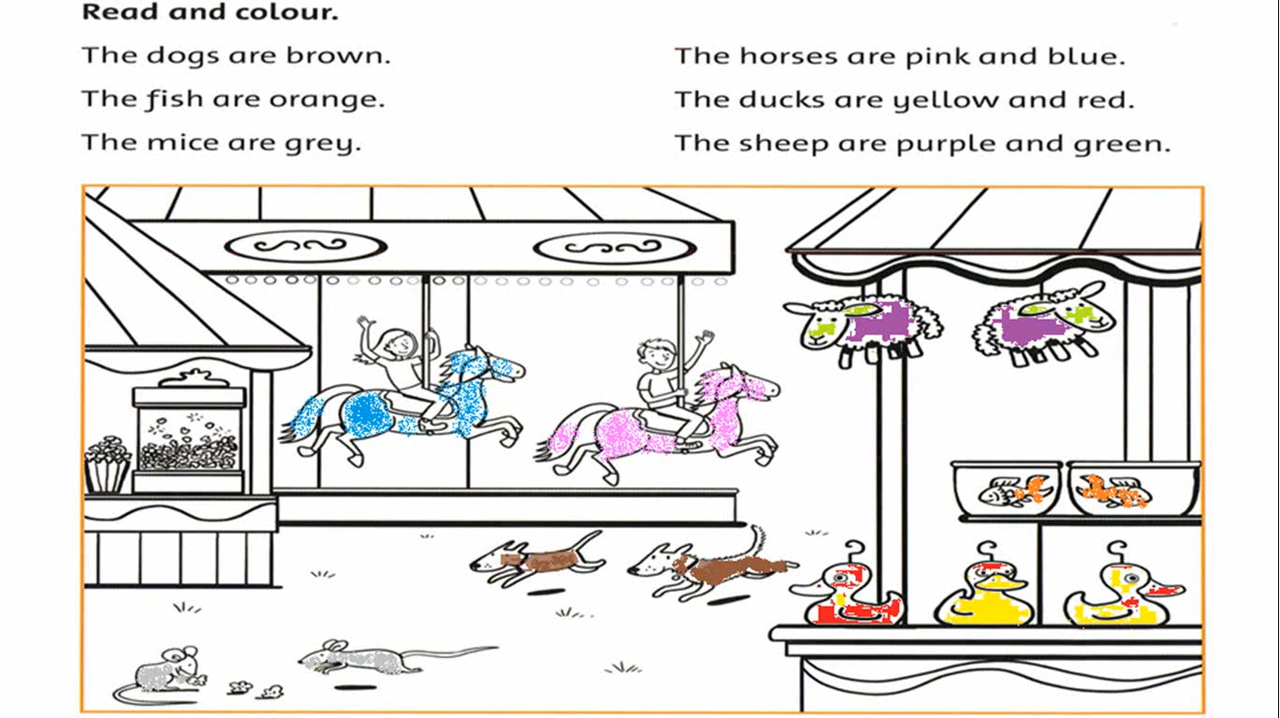 Read and colour.
The dogs are brown.
The fish are orange.
The mice are grey.
The horses are pink and blue.
The ducks are yellow and red.
The sheep are purple and green.